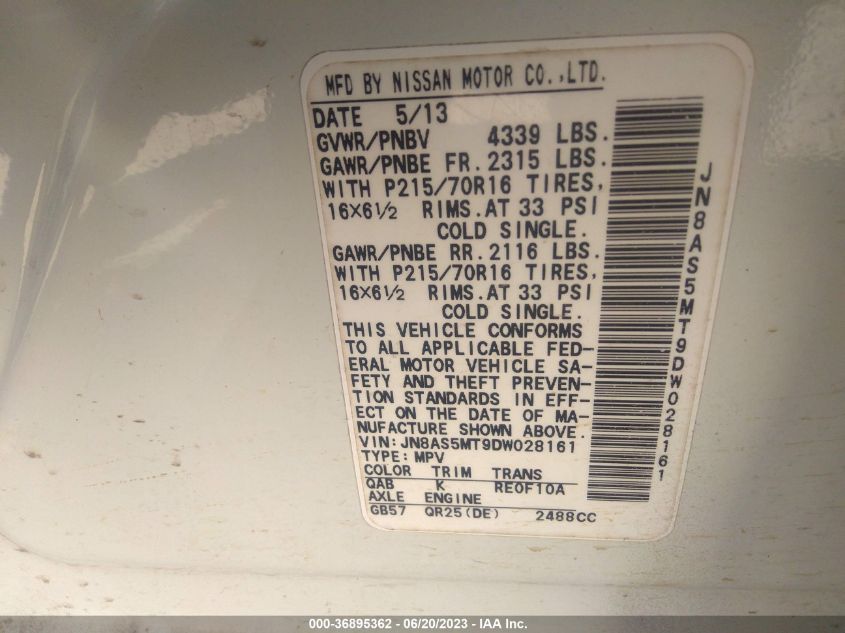 MFD BY NISSAN MOTOR CO.,LTD.
DATE 5/13
GVWR/PNBV 4339 LBS.
GAWR/PNBE FR. 2315 LBS.
WITH P215/70R16 TIRES,
16X6½ RIMS. AT 33 PSI
COLD SINGLE.
GAWR/PNBE RR. 2116 LBS.
WITH P215/70R16 TIRES,
16X6½ RIMS. AT 33 PSI
COLD SINGLE.
THIS VEHICLE CONFORMS
TO ALL APPLICABLE FED-
ERAL MOTOR VEHICLE SA-
FETY AND THEFT PREVEN-
TION STANDARDS IN EFF-
ECT ON THE DATE OF MA-
NUFACTURE SHOWN ABOVE.
VIN: JN8AS5MT9DW028161
TYPE: MPV
COLOR TRIM TRANS
QAB K RE0F10A
AXLE ENGINE
GB57 QR25(DE) 2488CC
JN8AS5MT9DW028161
000-36895362 - 06/20/2023 - IAA Inc.